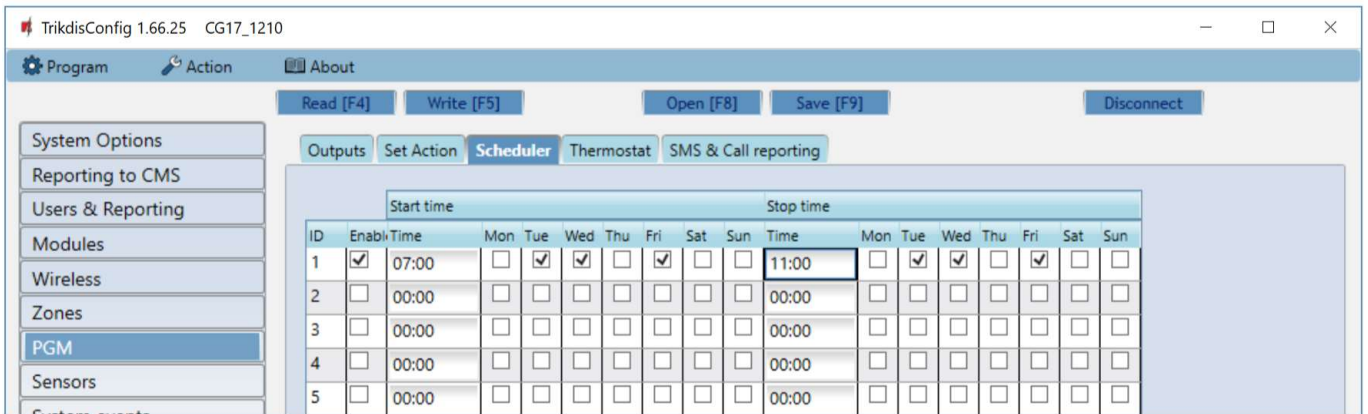 TrikdisConfig 1.66.25 CG17_1210
Program Action About
Read [F4] Write [F5] Open [F8] Save [F9] Disconnect
System Options
Reporting to CMS
Users & Reporting
Modules
Wireless
Zones
PGM
Sensors
System events
Outputs Set Action Scheduler Thermostat SMS & Call reporting
Start time Stop time
ID Enabl Time Mon Tue Wed Thu Fri Sat Sun Time Mon Tue Wed Thu Fri Sat Sun
1 07:00 11:00
2 00:00 00:00
3 00:00 00:00
4 00:00 00:00
5 00:00 00:00